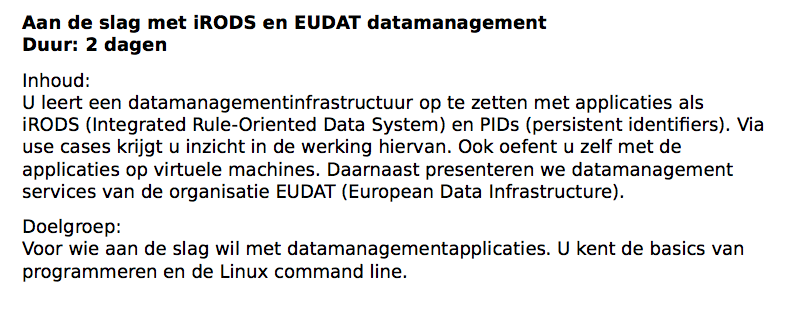 Aan de slag met iRODS en EUDAT datamanagement
Duur: 2 dagen
Inhoud:
U leert een datamanagementinfrastructuur op te zetten met applicaties als
iRODS (Integrated Rule-Oriented Data System) en PIDs (persistent identifiers). Via
use cases krijgt u inzicht in de werking hiervan. Ook oefent u zelf met de
applicaties op virtuele machines. Daarnaast presenteren we datamanagement
services van de organisatie EUDAT (European Data Infrastructure).
Doelgroep:
Voor wie aan de slag wil met datamanagementapplicaties. U kent de basics van
programmeren en de Linux command line.